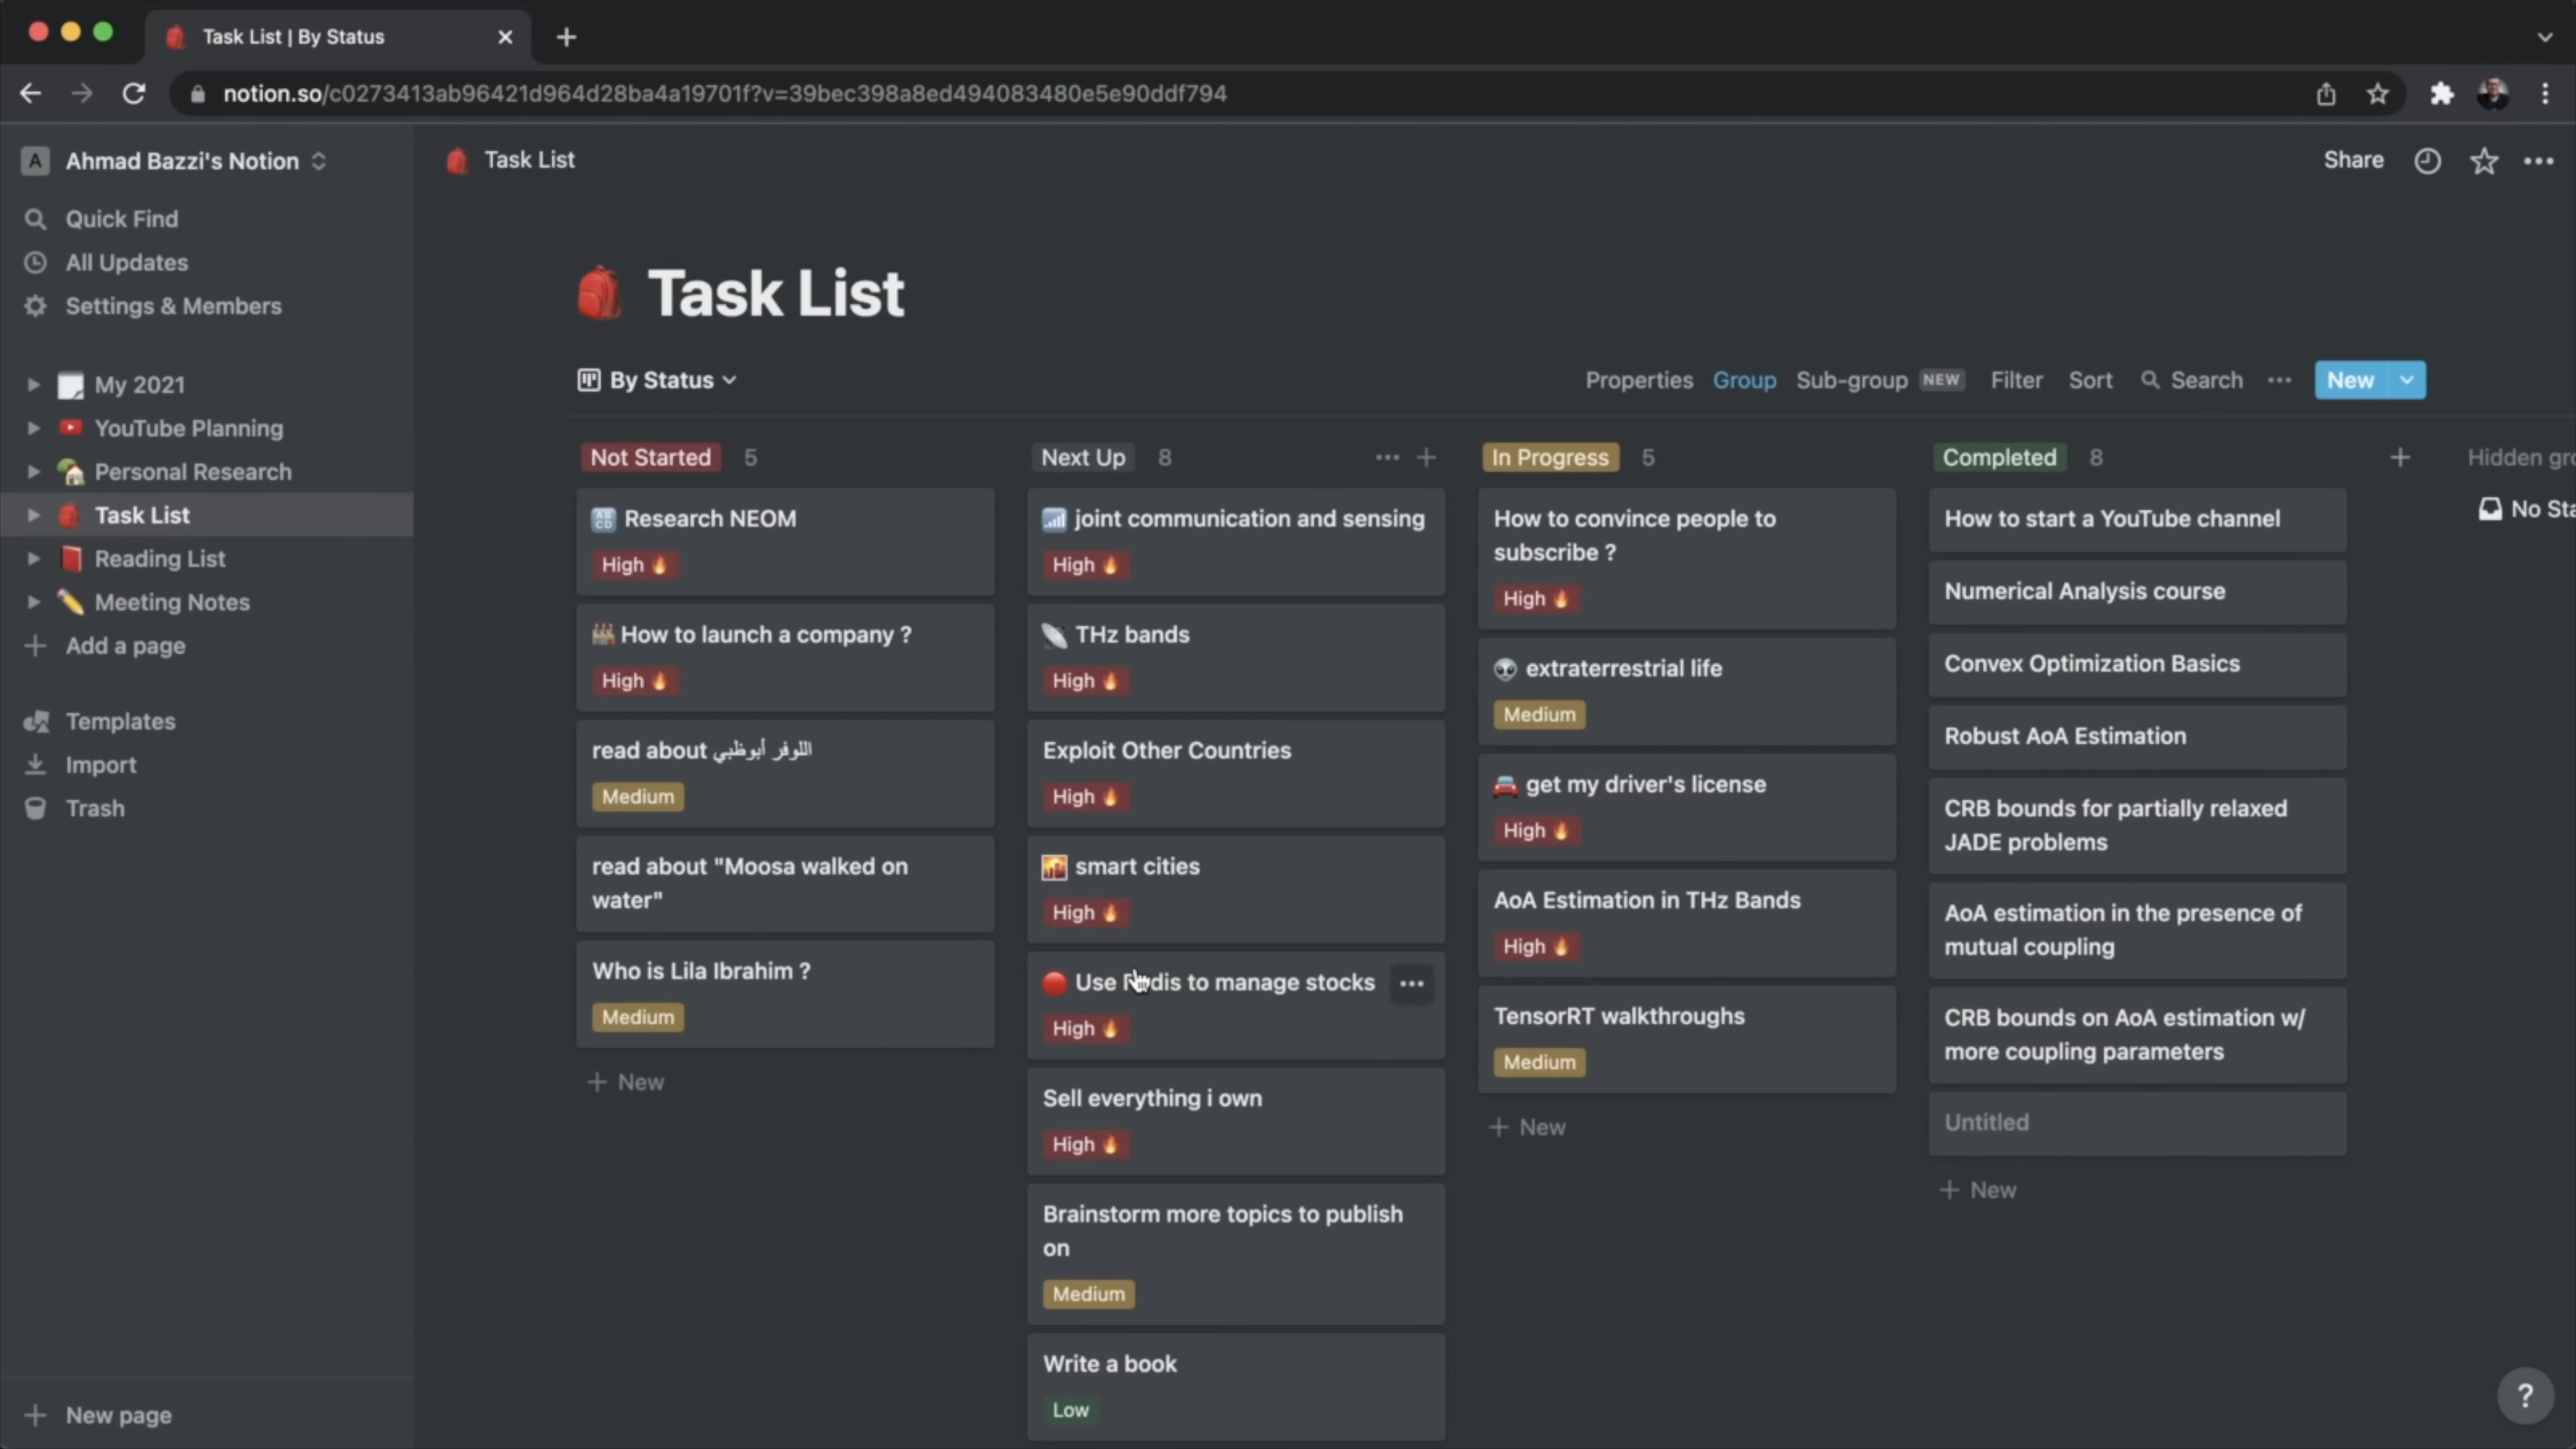 Task List | By Status
notion.so/c0273413ab96421d964d28ba4a19701f?v=39bec398a8ed494083480e5e90ddf794
A Ahmad Bazzi's Notion
Quick Find
All Updates
Settings & Members
My 2021
YouTube Planning
Personal Research
Task List
Reading List
Meeting Notes
Add a page
Templates
Import
Trash
New page
Task List
Share
Task List
By Status
Properties Group Sub-group NEW Filter Sort Search New
Not Started 5
Research NEOM
High
How to launch a company ?
High
read about اللوفر أبوظبي
Medium
read about "Moosa walked on
water"
Who is Lila Ibrahim ?
Medium
New
Next Up 8
joint communication and sensing
High
THz bands
High
Exploit Other Countries
High
smart cities
High
Use to manage stocks
High
Sell everything i own
High
Brainstorm more topics to publish
on
Medium
Write a book
Low
In Progress 5
How to convince people to
subscribe ?
High
extraterrestrial life
Medium
get my driver's license
High
AoA Estimation in THz Bands
High
TensorRT walkthroughs
Medium
New
Completed 8
How to start a YouTube channel
Numerical Analysis course
Convex Optimization Basics
Robust AoA Estimation
CRB bounds for partially relaxed
JADE problems
AoA estimation in the presence of
mutual coupling
CRB bounds on AoA estimation w/
more coupling parameters
Untitled
New
Hidden
No
?